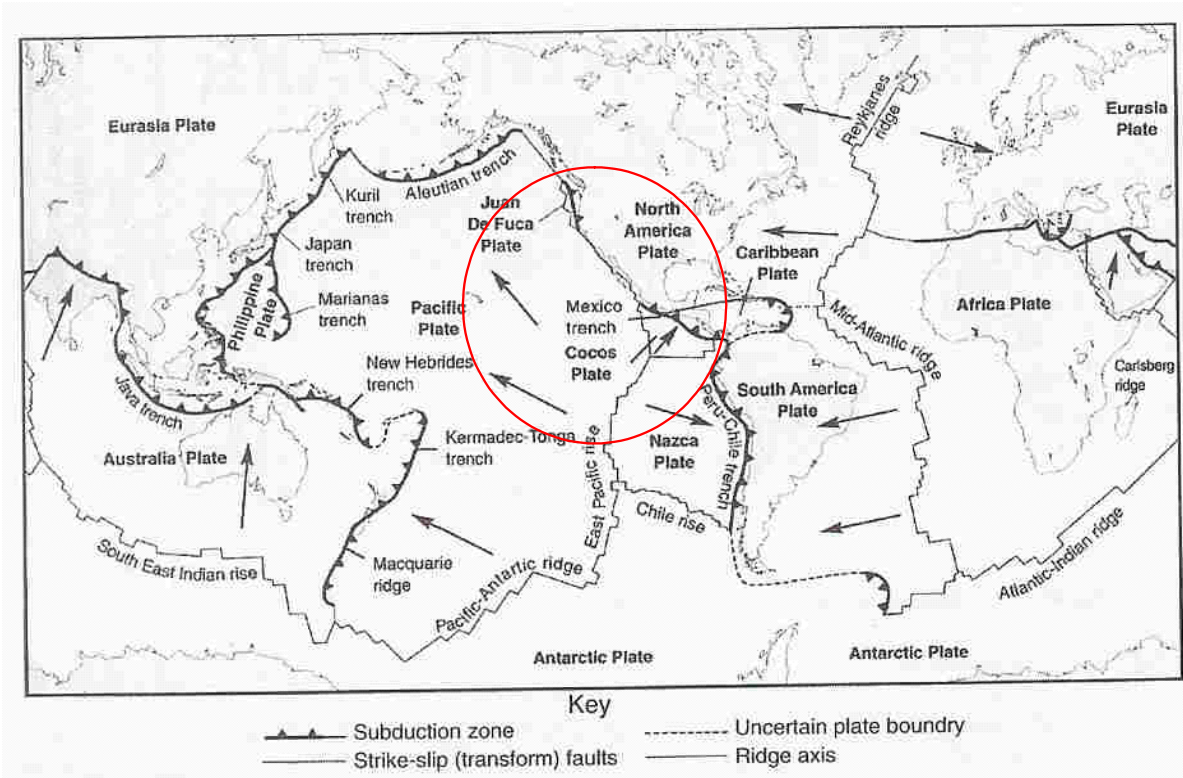 Eurasia Plate
Kuril
trench
Aleutian trench
Juan
De Fuca
Plate
North
America
Plate
Reykjanes
ridge
Eurasia
Plate
Japan
trench
Marianas
trench
Philippine
Plate
Pacific
Plate
Mexico
trench
Cocos
Plate
Caribbean
Plate
Mid-Atlantic ridge
Africa Plate
Carlsberg
ridge
New Hebrides
trench
Java trench
Australia Plate
Kermadec-Tonga
trench
East Pacific rise
Nazca
Plate
Peru-Chile trench
South America
Plate
Chile rise
South East Indian rise
Macquarie
ridge
Pacific-Antartic ridge
Atlantic-Indian ridge
Antarctic Plate
Antarctic Plate
Key
Subduction zone
Strike-slip (transform) faults
Uncertain plate boundry
Ridge axis